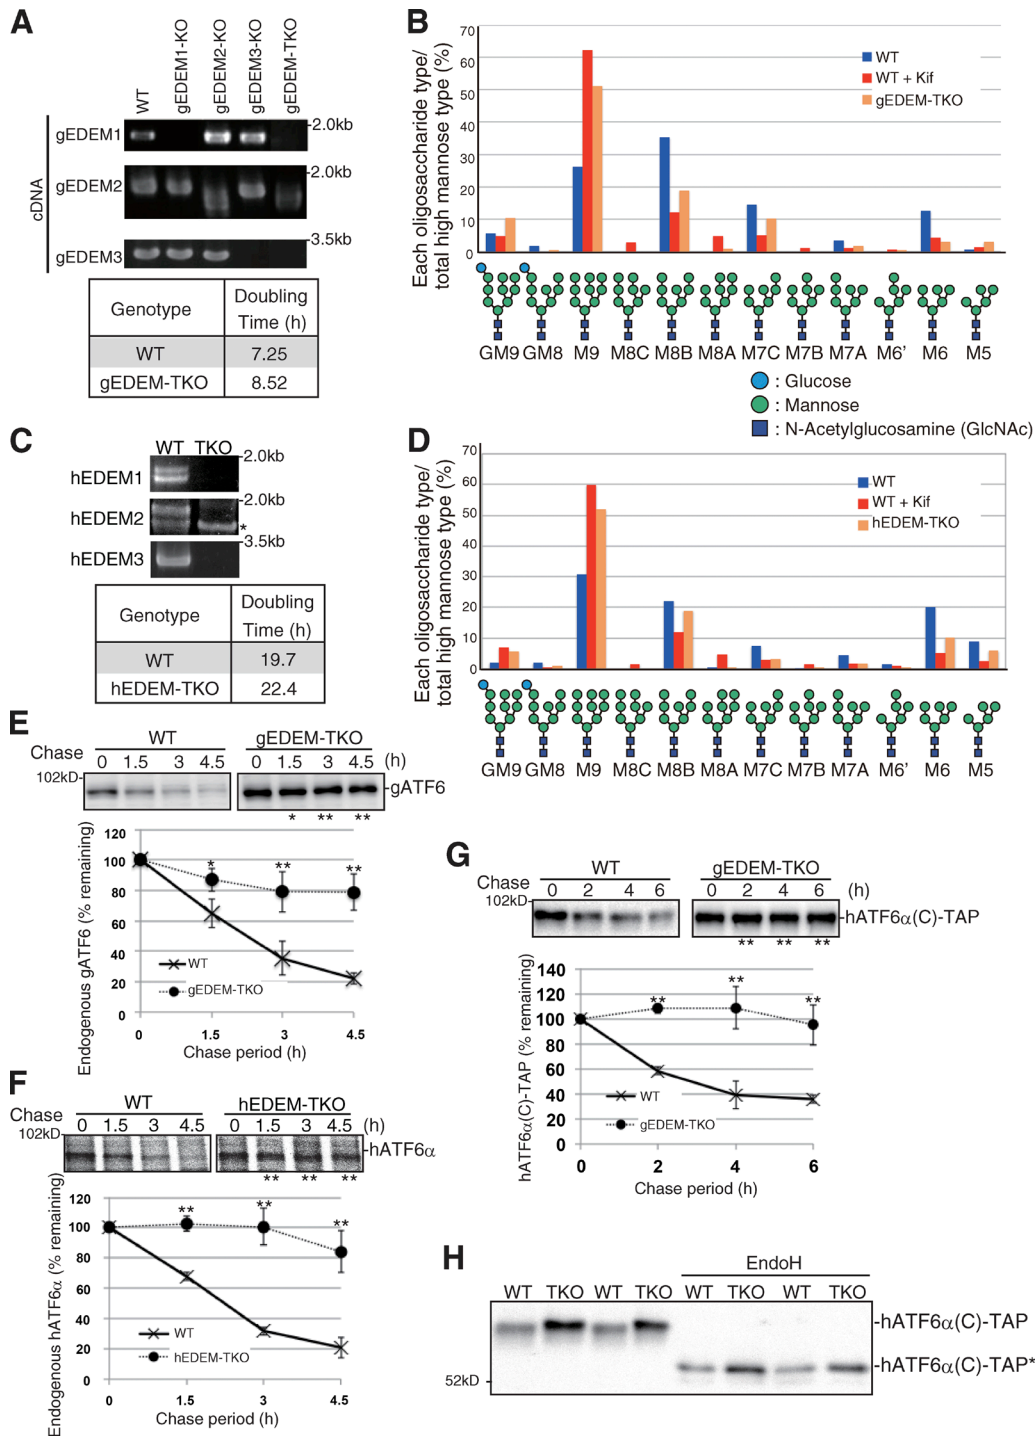 A
WT
gEDEM1-KO
gEDEM2-KO
gEDEM3-KO
gEDEM-TKO
cDNA
gEDEM1
-2.0kb
gEDEM2
-2.0kb
gEDEM3
-3.5kb
Genotype Doubling Time (h)
WT 7.25
gEDEM-TKO 8.52
B
Each oligosaccharide type/
total high mannose type (%)
70
60
50
40
30
20
10
0
WT
WT + Kif
gEDEM-TKO
GM9 GM8 M9 M8C M8B M8A M7C M7B M7A M6' M6 M5
: Glucose
: Mannose
: N-Acetylglucosamine (GlcNAc)
C
WT TKO
hEDEM1
-2.0kb
hEDEM2
-2.0kb
*
hEDEM3
-3.5kb
Genotype Doubling Time (h)
WT 19.7
hEDEM-TKO 22.4
D
Each oligosaccharide type/
total high mannose type (%)
70
60
50
40
30
20
10
0
WT
WT + Kif
hEDEM-TKO
GM9 GM8 M9 M8C M8B M8A M7C M7B M7A M6' M6 M5
E
WT gEDEM-TKO
Chase 0 1.5 3 4.5 0 1.5 3 4.5 (h)
102kD
-gATF6
* ** **
Endogenous gATF6 (% remaining)
120
100
80
60
40
20
0
* ** **
WT
gEDEM-TKO
0 1.5 3 4.5
Chase period (h)
F
WT hEDEM-TKO
Chase 0 1.5 3 4.5 0 1.5 3 4.5 (h)
102kD
-hATF6α
** ** **
Endogenous hATF6α (% remaining)
120
100
80
60
40
20
0
** ** **
WT
hEDEM-TKO
0 1.5 3 4.5
Chase period (h)
G
WT gEDEM-TKO
Chase 0 2 4 6 0 2 4 6 (h)
102kD
-hATF6α(C)-TAP
** ** **
hATF6α(C)-TAP (% remaining)
140
120
100
80
60
40
20
0
** ** **
WT
gEDEM-TKO
0 2 4 6
Chase period (h)
H
EndoH
WT TKO WT TKO WT TKO WT TKO
-hATF6α(C)-TAP
-hATF6α(C)-TAP*
52kD